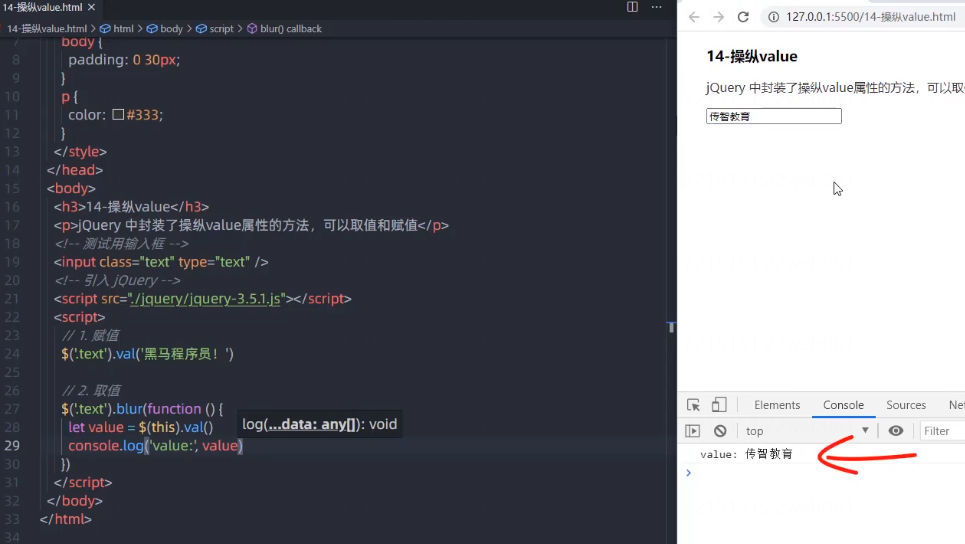 14-操纵value.html ×
14-操纵value.html > html > body > script > blur() callback
7 body {
8 padding: 0 30px;
9 }
10 p {
11 color: #333;
12 }
13 </style>
14 </head>
15 <body>
16 <h3>14-操纵value</h3>
17 <p>jQuery 中封装了操纵value属性的方法，可以取值和赋值</p>
18 <!-- 测试用输入框 -->
19 <input class="text" type="text" />
20 <!-- 引入 jQuery -->
21 <script src="./jquery/jquery-3.5.1.js"></script>
22 <script>
23 // 1. 赋值
24 $('.text').val('黑马程序员！')
25
26 // 2. 取值
27 $('.text').blur(function () {
28 let value = $(this).val()
log(...data: any[]): void
29 console.log('value:', value)
30 })
31 </script>
32 </body>
33 </html>
34
127.0.0.1:5500/14-操纵value.html
14-操纵value
jQuery 中封装了操纵value属性的方法，可以取
传智教育
Elements Console Sources Net
top Filter
value: 传智教育